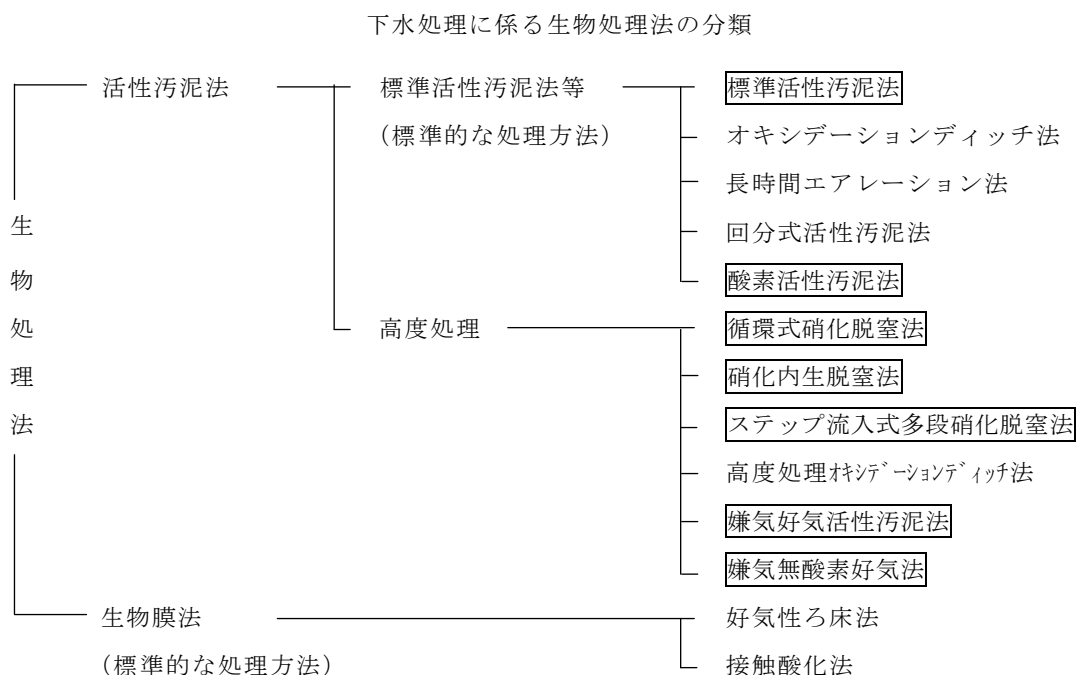 下水処理に係る生物処理法の分類
活性汚泥法 標準活性汚泥法等 標準活性汚泥法
(標準的な処理方法) オキシデーションディッチ法
長時間エアレーション法
回分式活性汚泥法
酸素活性汚泥法
高度処理 循環式硝化脱窒法
硝化内生脱窒法
ステップ流入式多段硝化脱窒法
高度処理オキシデーションディッチ法
嫌気好気活性汚泥法
嫌気無酸素好気法
生物処理法
生物膜法 好気性ろ床法
(標準的な処理方法) 接触酸化法